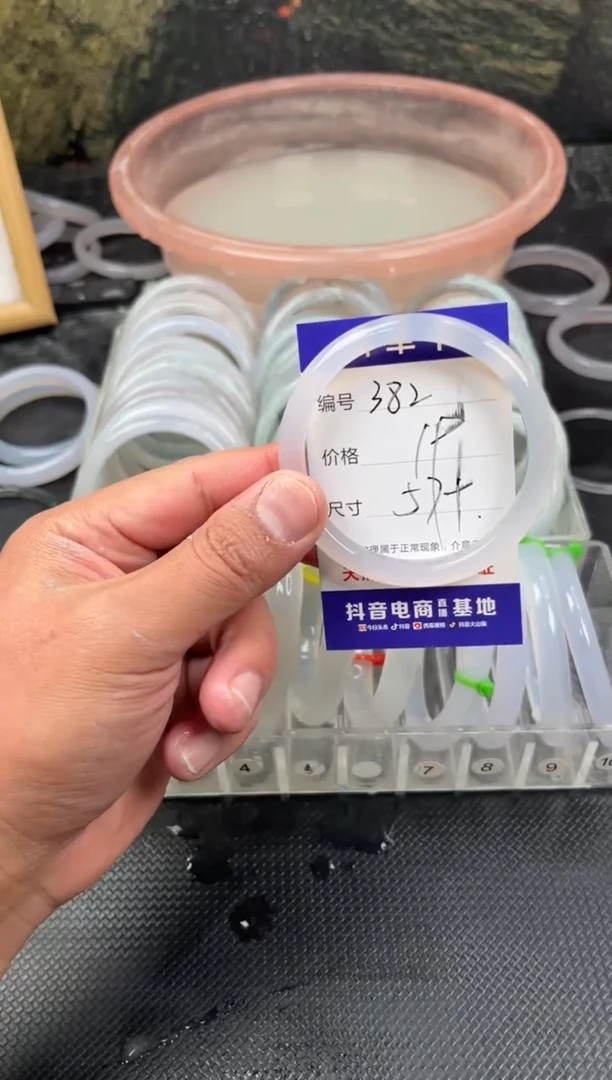 编号 382
价格
尺寸 57+.
纹理属于正常现象，介意
抖音电商直播基地
今日头条 抖音 西瓜视频 抖音火山版
4 5 7 8 9 10